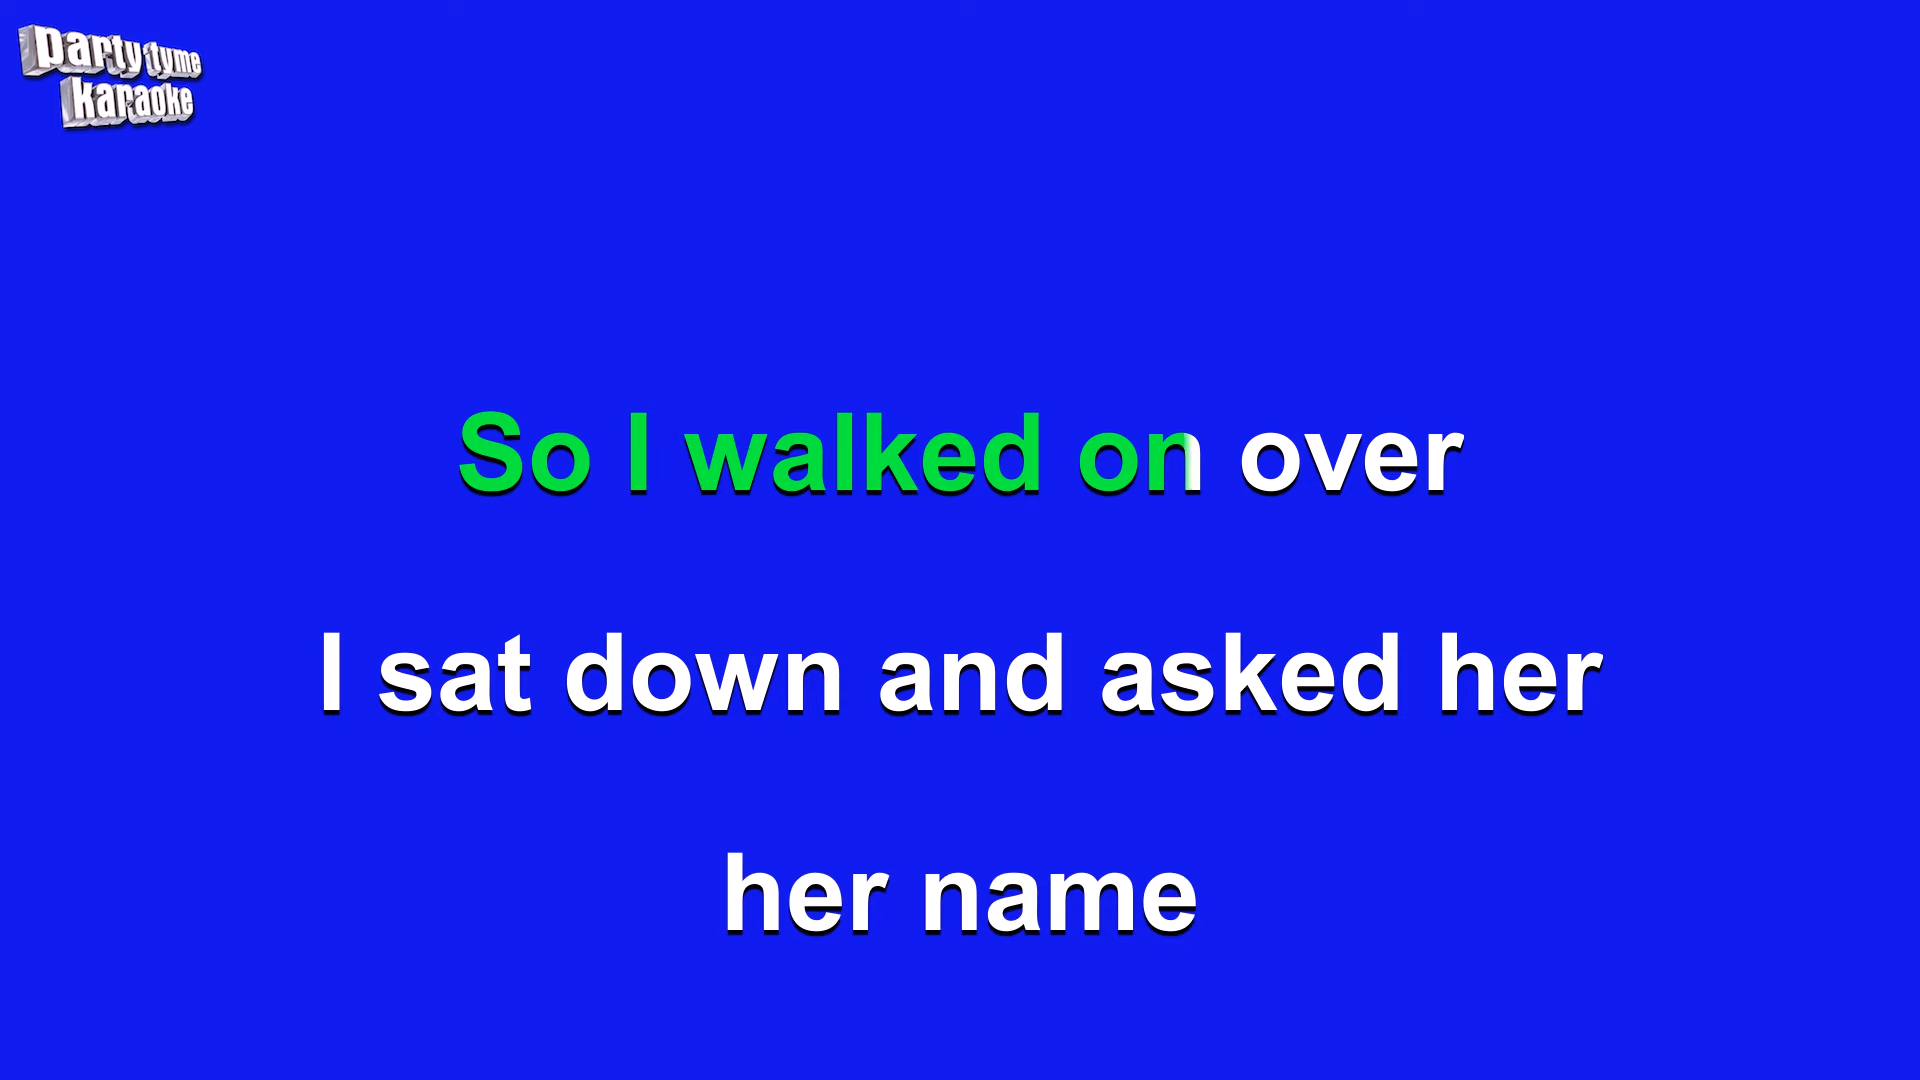 party tyme
karaoke
So I walked on over
I sat down and asked her
her name